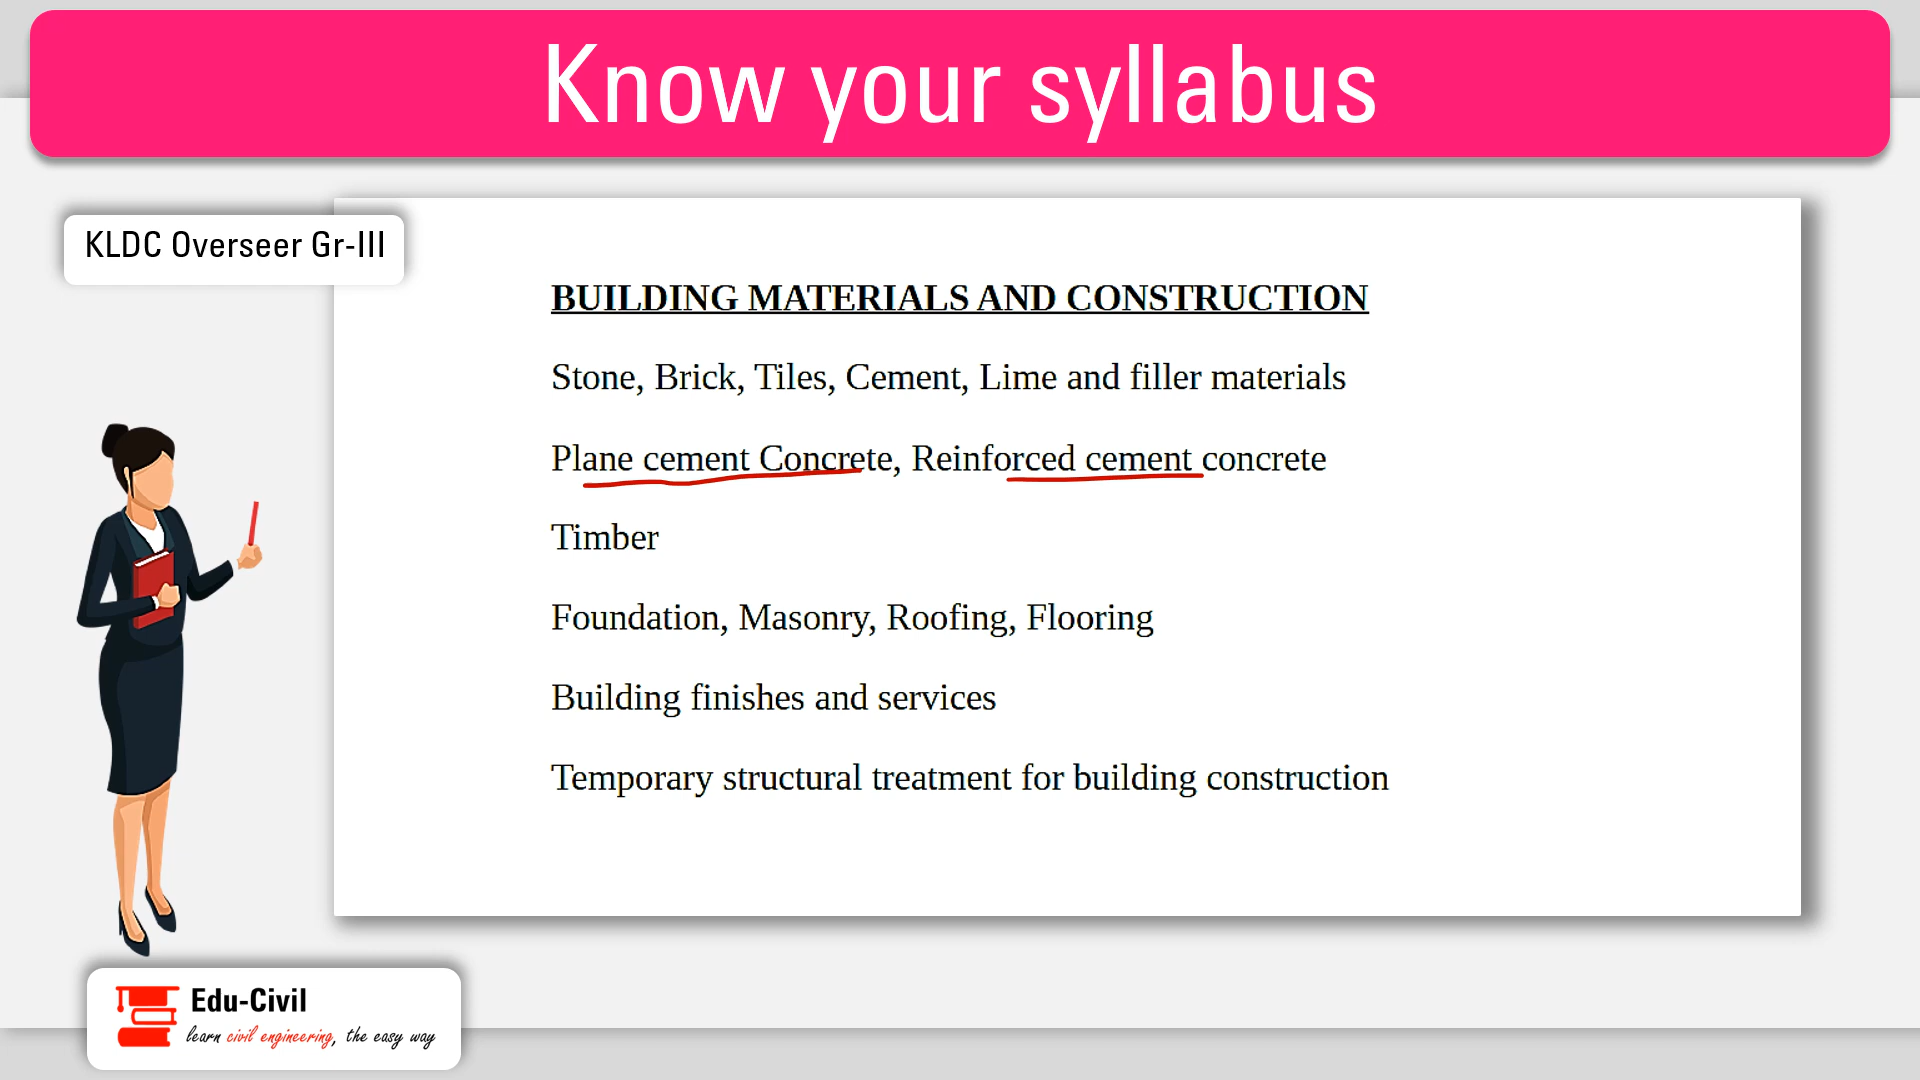 Know your syllabus
KLDC Overseer Gr-III
BUILDING MATERIALS AND CONSTRUCTION
Stone, Brick, Tiles, Cement, Lime and filler materials
Plane cement Concrete, Reinforced cement concrete
Timber
Foundation, Masonry, Roofing, Flooring
Building finishes and services
Temporary structural treatment for building construction
Edu-Civil
learn civil engineering, the easy way